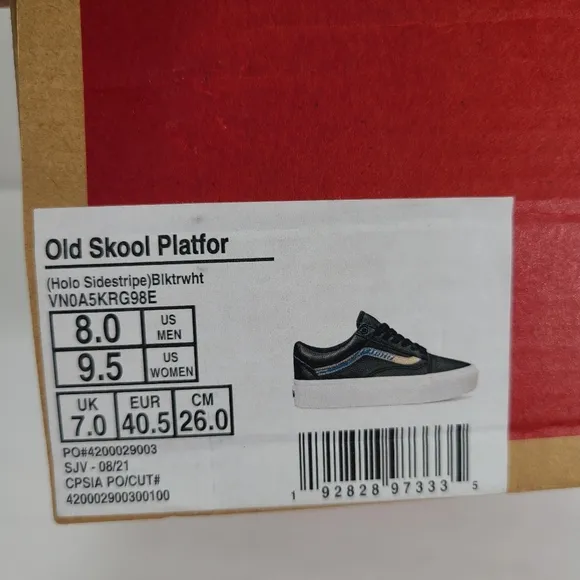 Old Skool Platfor
(Holo Sidestripe)Blktrwht
VN0A5KRG98E
8.0 US MEN
9.5 US WOMEN
UK EUR CM
7.0 40.5 26.0
PO#4200029003
SJV - 08/21
CPSIA PO/CUT#
420002900300100
1 92828 97333 5